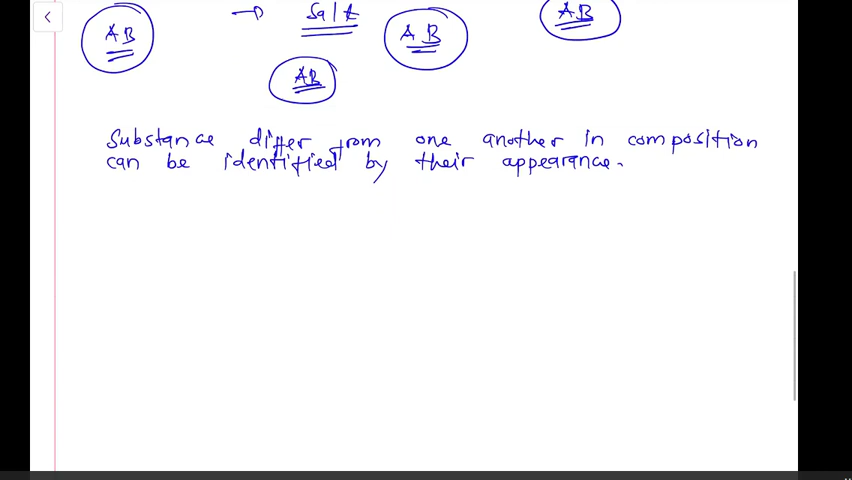 AB → Salt AB AB
AB
Substance differ from one another in composition
can be identified by their appearance.